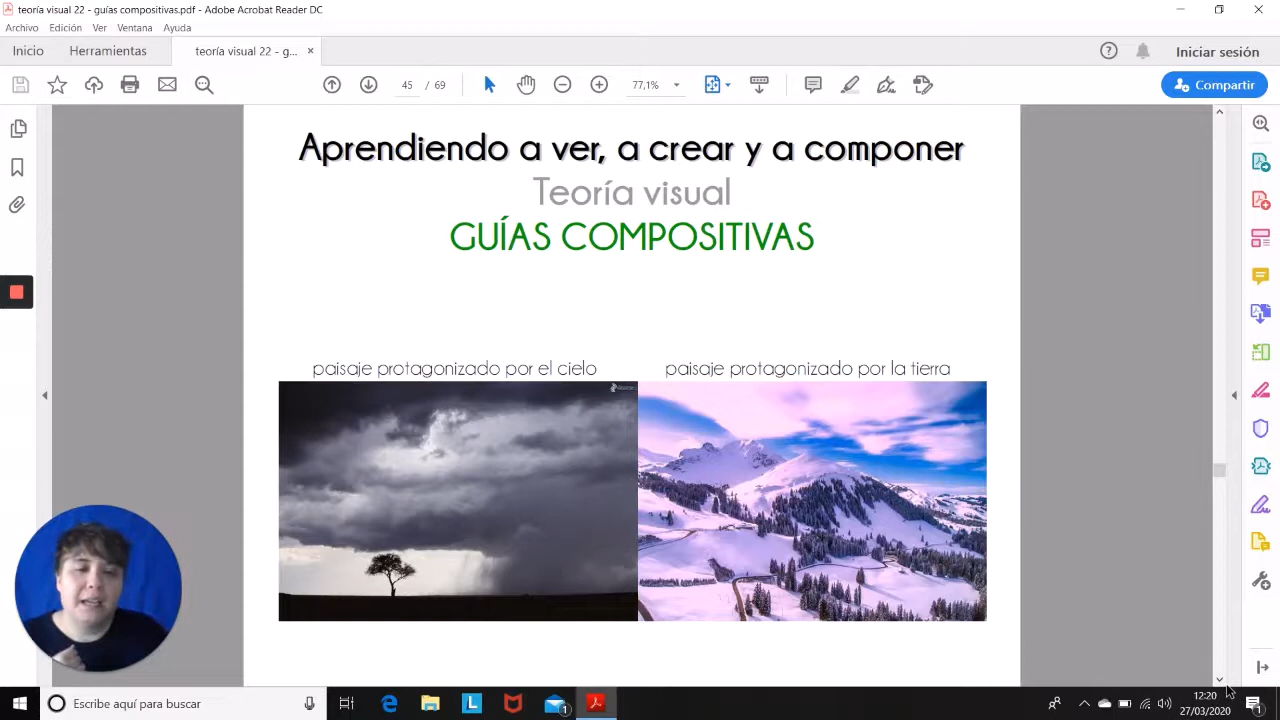 teoría visual 22 - guías compositivas.pdf - Adobe Acrobat Reader DC
Archivo Edición Ver Ventana Ayuda
Inicio Herramientas teoría visual 22 - g... × Iniciar sesión
45 / 69 77,1% Compartir
Aprendiendo a ver, a crear y a componer
Teoría visual
GUÍAS COMPOSITIVAS
paisaje protagonizado por el cielo paisaje protagonizado por la tierra
Escribe aquí para buscar
1
12:20
27/03/2020
1